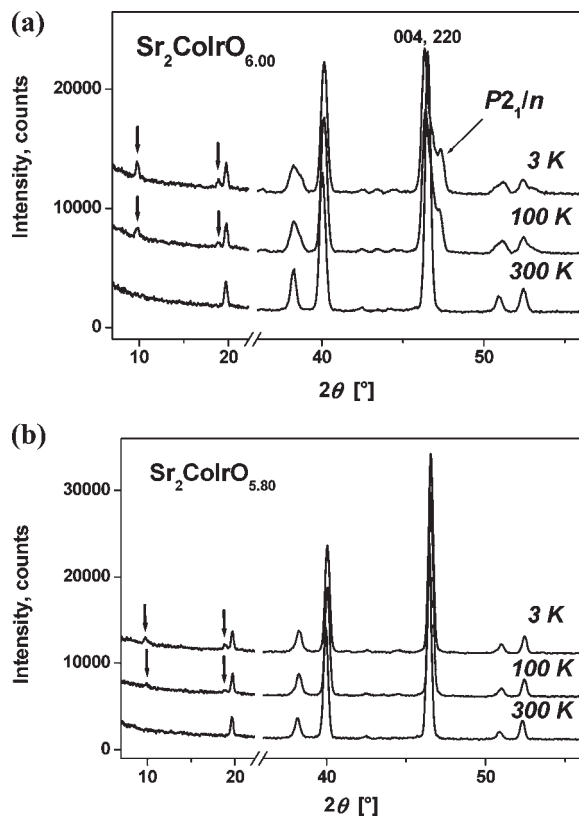 (a)
Sr2CoIrO6.00
004, 220
P21/n
3 K
100 K
300 K
20000
10000
0
Intensity, counts
10 20 40 50
2θ [°]
(b)
Sr2CoIrO5.80
3 K
100 K
300 K
30000
20000
10000
0
Intensity, counts
10 20 40 50
2θ [°]